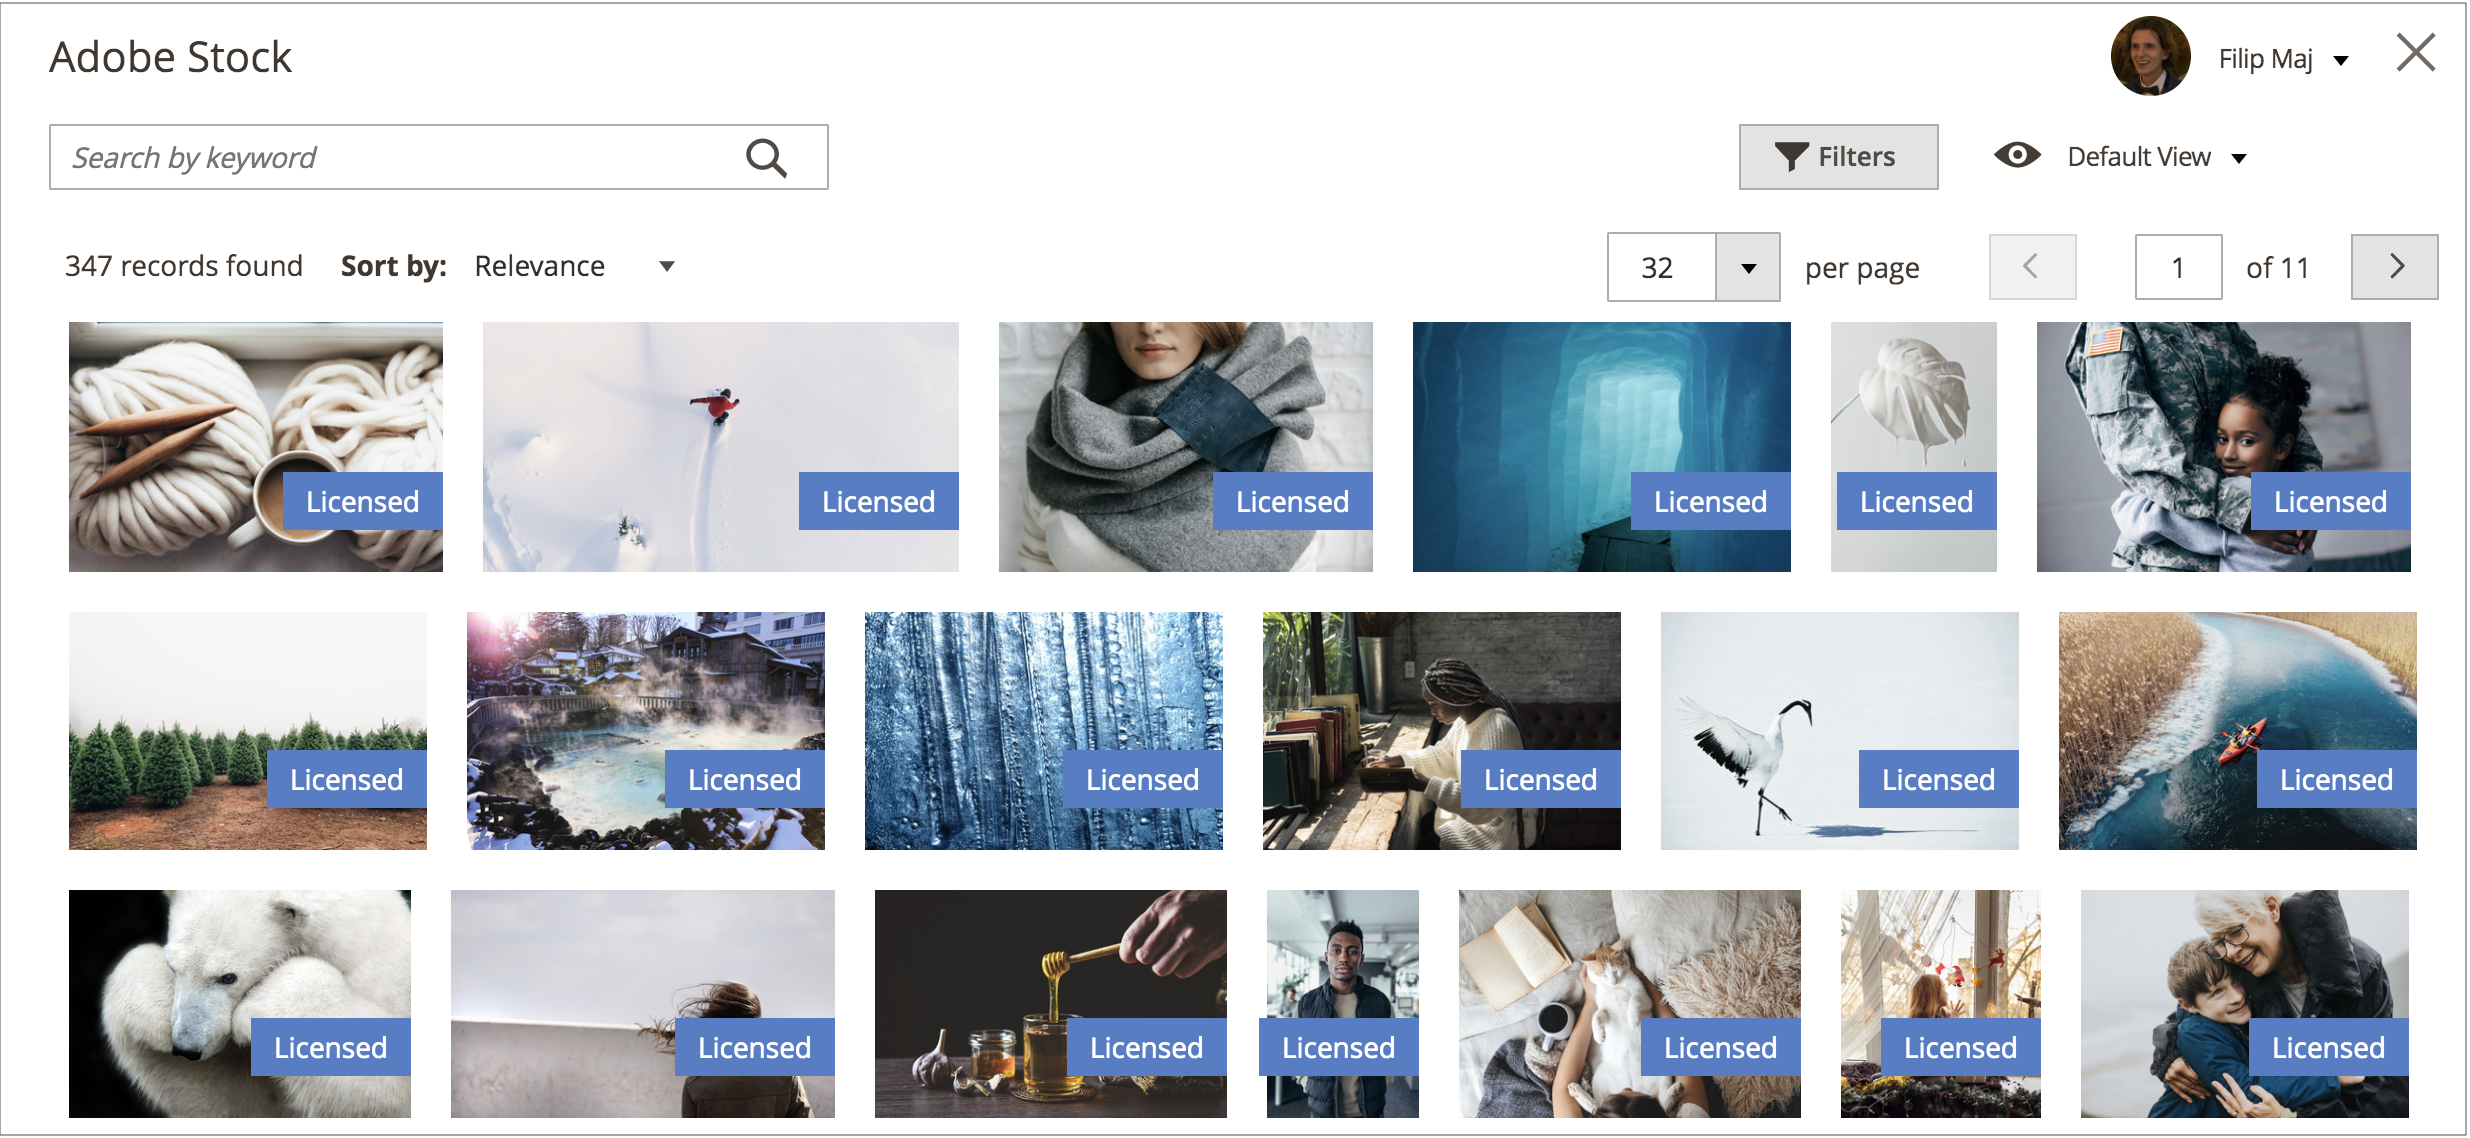 Adobe Stock
Filip Maj
Search by keyword
Filters
Default View
347 records found Sort by: Relevance
32 per page 1 of 11
Licensed Licensed Licensed Licensed Licensed Licensed
Licensed Licensed Licensed Licensed Licensed Licensed
Licensed Licensed Licensed Licensed Licensed Licensed Licensed